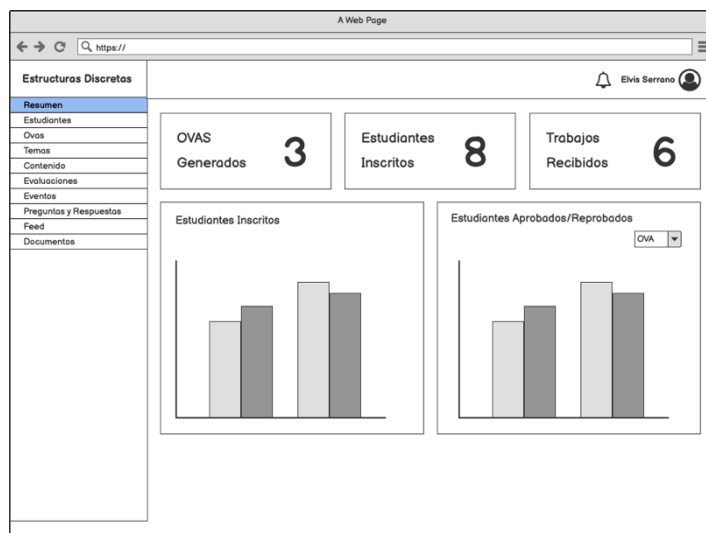 A Web Page
https://
Estructuras Discretas
Elvis Serrano
Resumen
Estudiantes
Ovas
Temas
Contenido
Evaluaciones
Eventos
Preguntas y Respuestas
Feed
Documentos
OVAS
Generados
3
Estudiantes
Inscritos
8
Trabajos
Recibidos
6
Estudiantes Inscritos
Estudiantes Aprobados/Reprobados
OVA